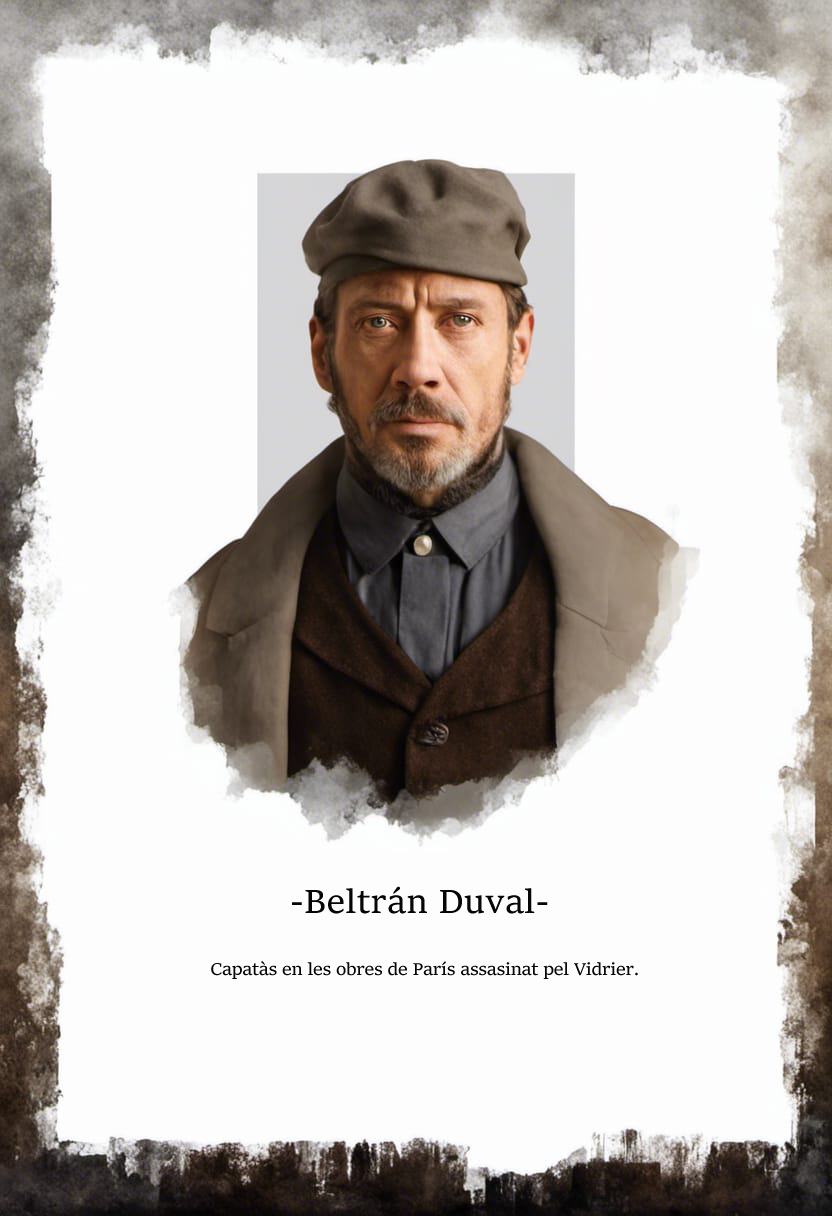 -Beltrán Duval-
Capatàs en les obres de París assasinat pel Vidrier.